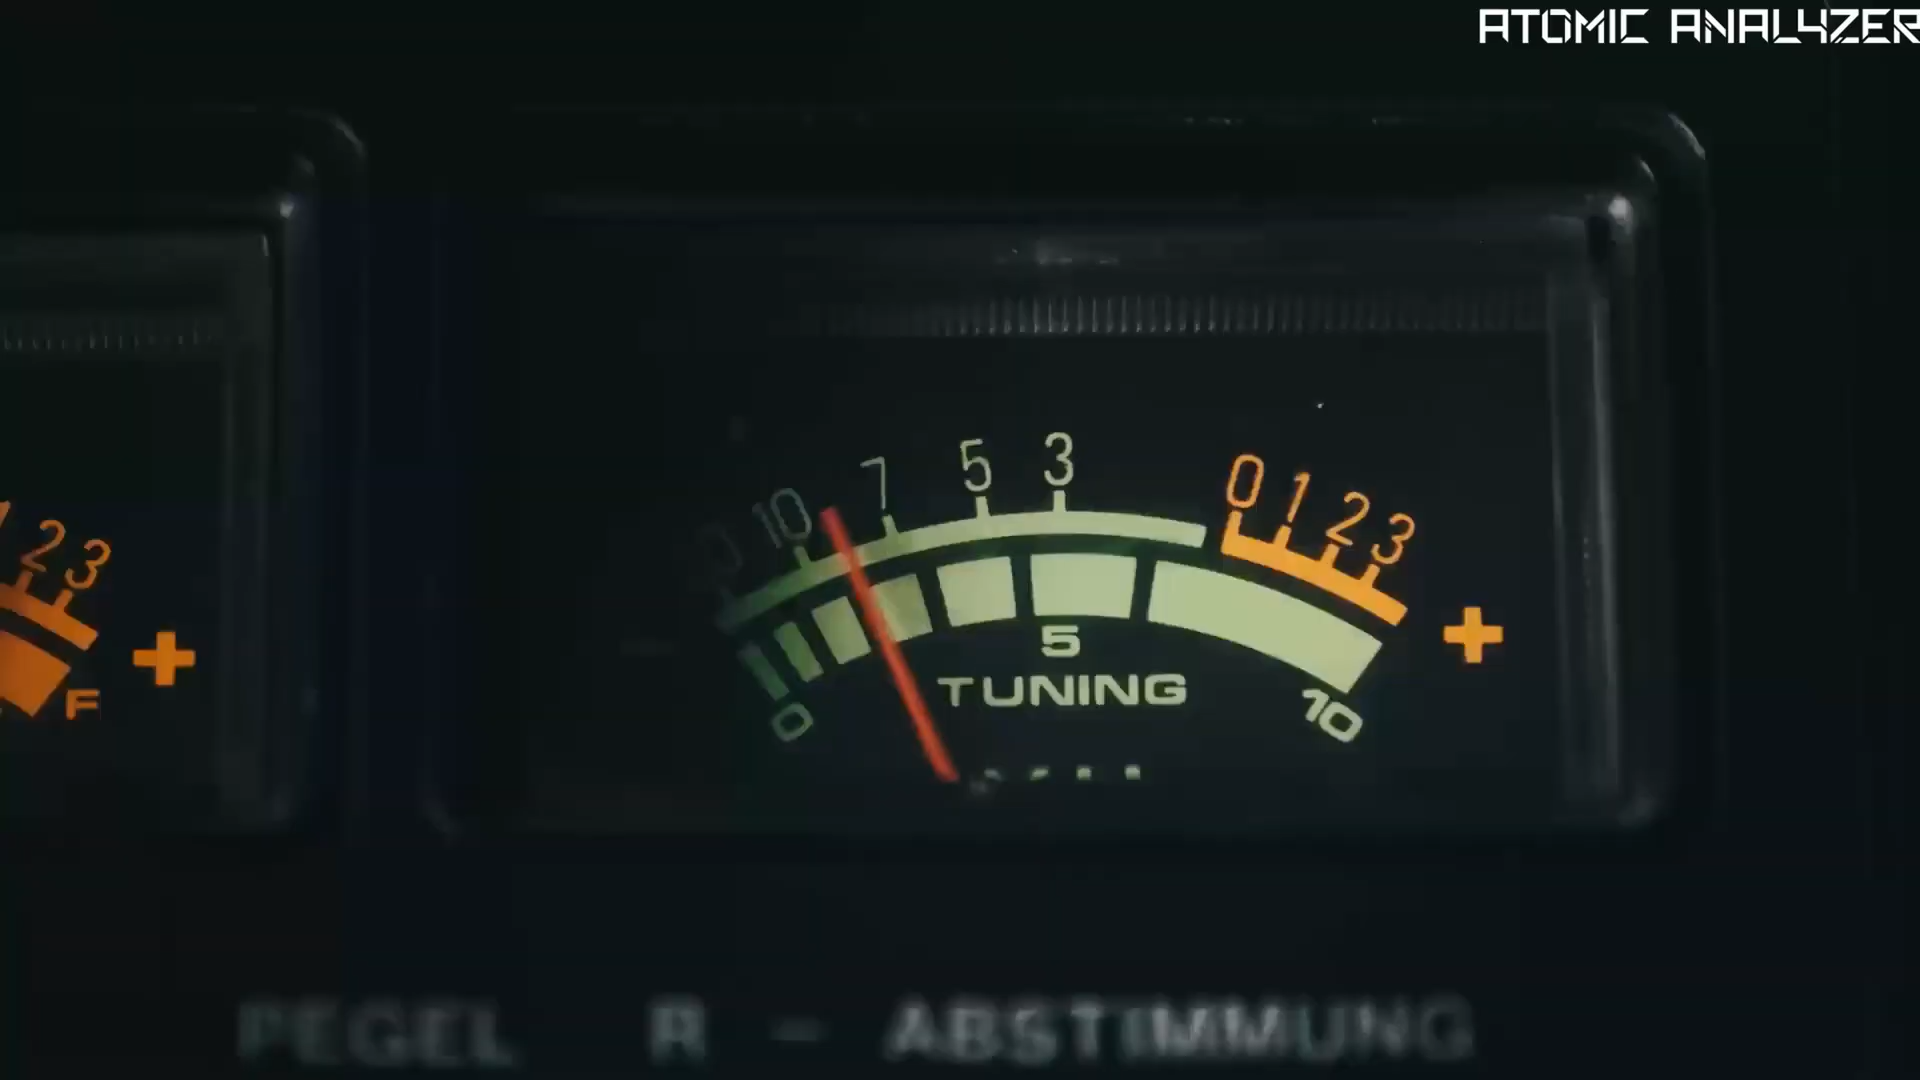 ATOMIC ANALYZER
10 7 5 3 0 1 2 3
2 3
+
+
5
F
TUNING
0
10
PEGEL R - ABSTIMMUNG